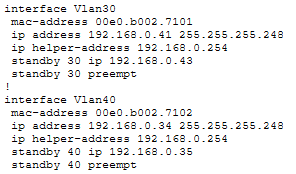 interface Vlan30
 mac-address 00e0.b002.7101
 ip address 192.168.0.41 255.255.255.248
 ip helper-address 192.168.0.254
 standby 30 ip 192.168.0.43
 standby 30 preempt
!
interface Vlan40
 mac-address 00e0.b002.7102
 ip address 192.168.0.34 255.255.255.248
 ip helper-address 192.168.0.254
 standby 40 ip 192.168.0.35
 standby 40 preempt